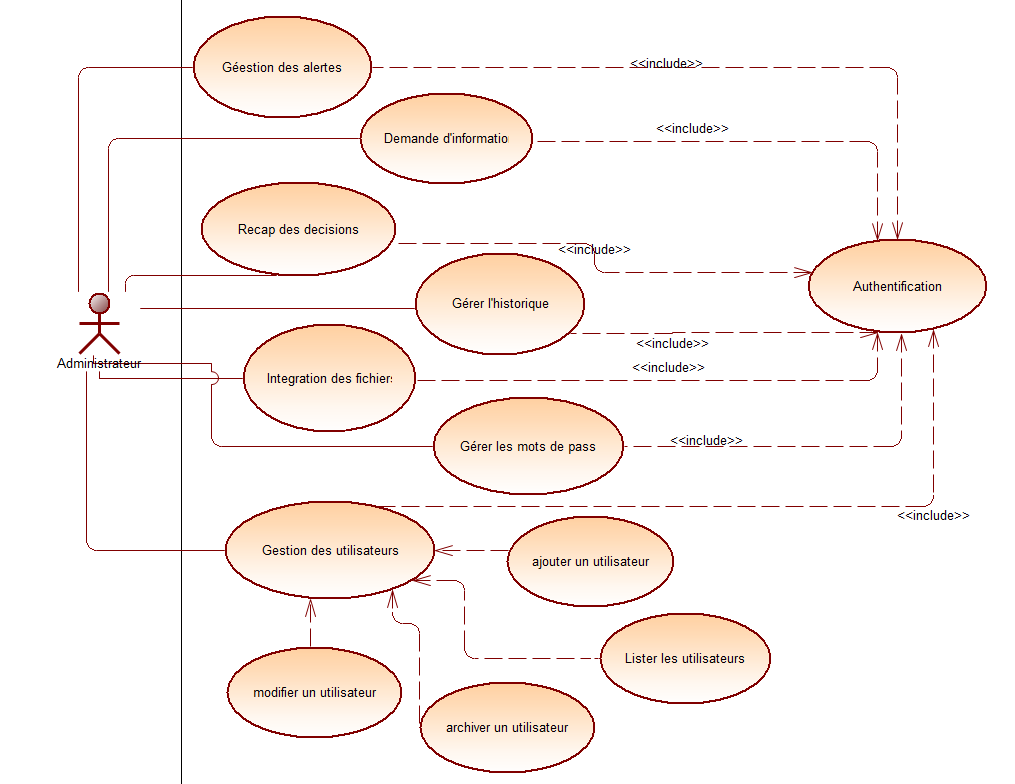 Géestion des alertes
<<include>>
Demande d'informatio
<<include>>
Recap des decisions
<<include>>
Authentification
Gérer l'historique
<<include>>
Administrateur
Integration des fichiers
<<include>>
Gérer les mots de pass
<<include>>
<<include>>
Gestion des utilisateurs
ajouter un utilisateur
Lister les utilisateurs
modifier un utilisateur
archiver un utilisateur